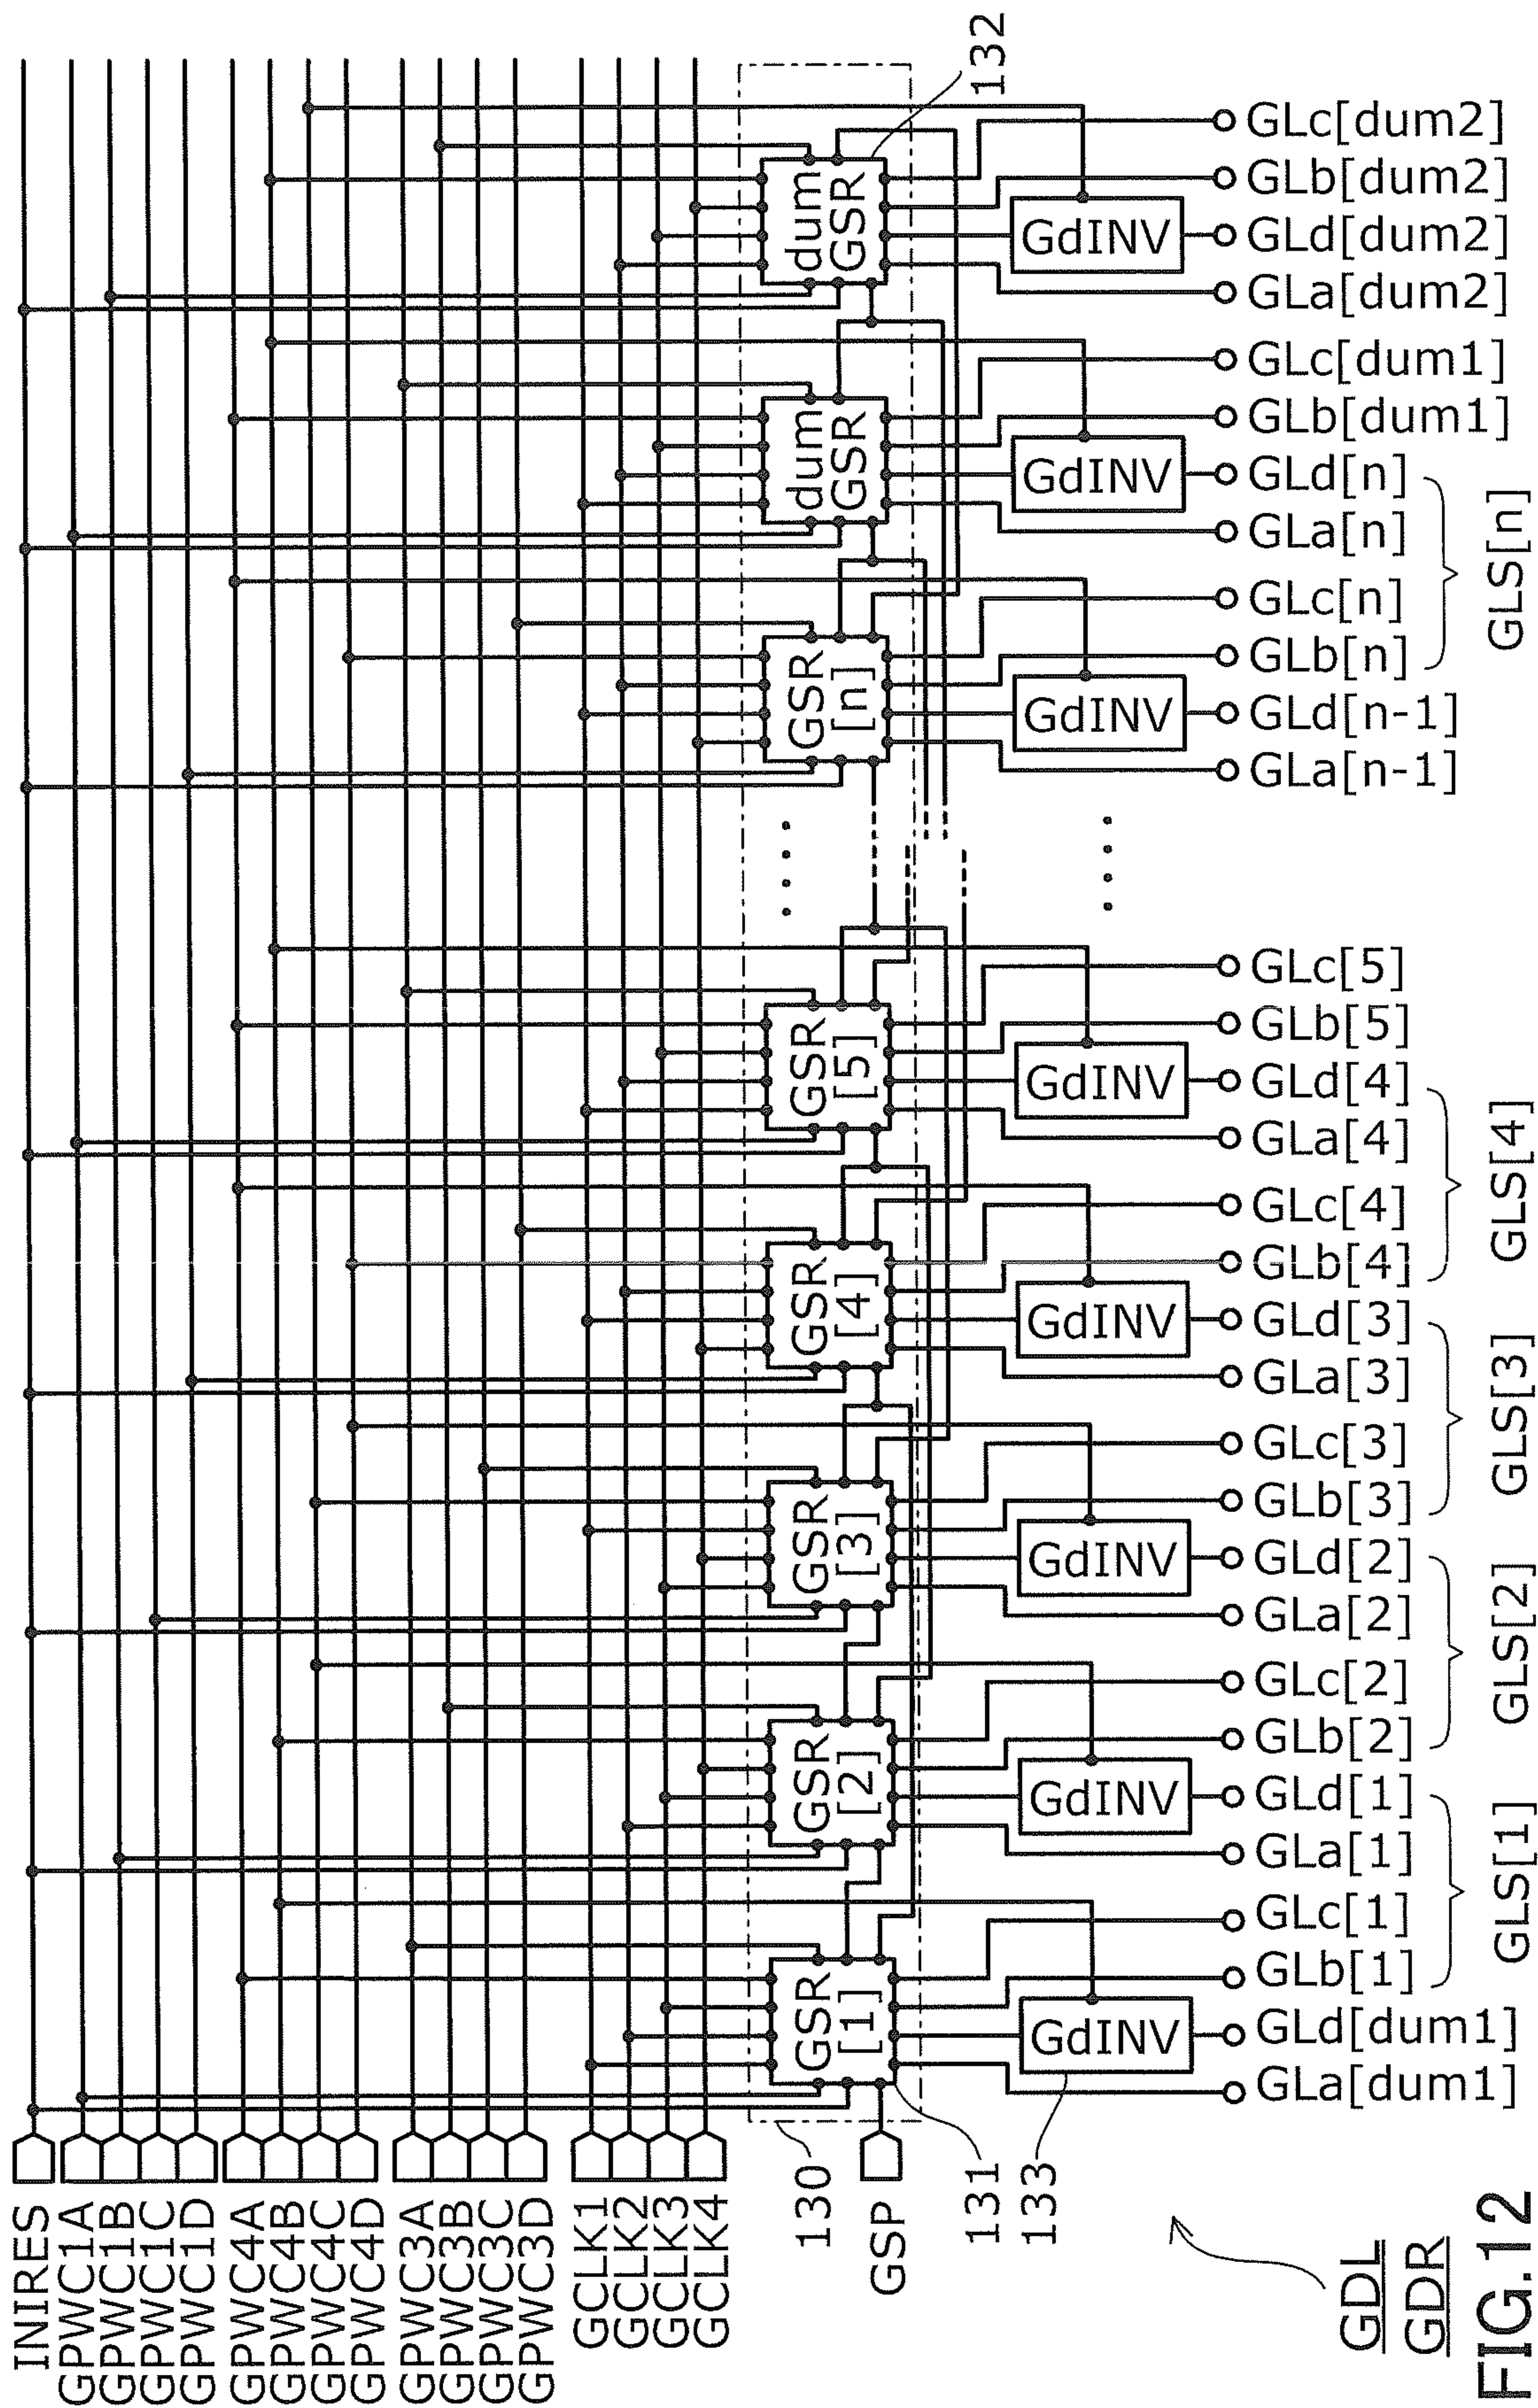 INIRES
GPWC1A
GPWC1B
GPWC1C
GPWC1D
GPWC4A
GPWC4B
GPWC4C
GPWC4D
GPWC3A
GPWC3B
GPWC3C
GPWC3D
GCLK1
GCLK2
GCLK3
GCLK4
130
GSP
131
133
132
GSR
[1]
GSR
[2]
GSR
[3]
GSR
[4]
GSR
[5]
GSR
[n]
dum
GSR
dum
GSR
GdINV
GdINV
GdINV
GdINV
GdINV
GdINV
GdINV
GdINV
GLa[dum1]
GLd[dum1]
GLb[1]
GLc[1]
GLa[1]
GLd[1]
GLb[2]
GLc[2]
GLa[2]
GLd[2]
GLb[3]
GLc[3]
GLa[3]
GLd[3]
GLb[4]
GLc[4]
GLa[4]
GLd[4]
GLb[5]
GLc[5]
GLa[n-1]
GLd[n-1]
GLb[n]
GLc[n]
GLa[n]
GLd[n]
GLb[dum1]
GLc[dum1]
GLa[dum2]
GLd[dum2]
GLb[dum2]
GLc[dum2]
GLS[1]
GLS[2]
GLS[3]
GLS[4]
GLS[n]
GDL
GDR
FIG.12